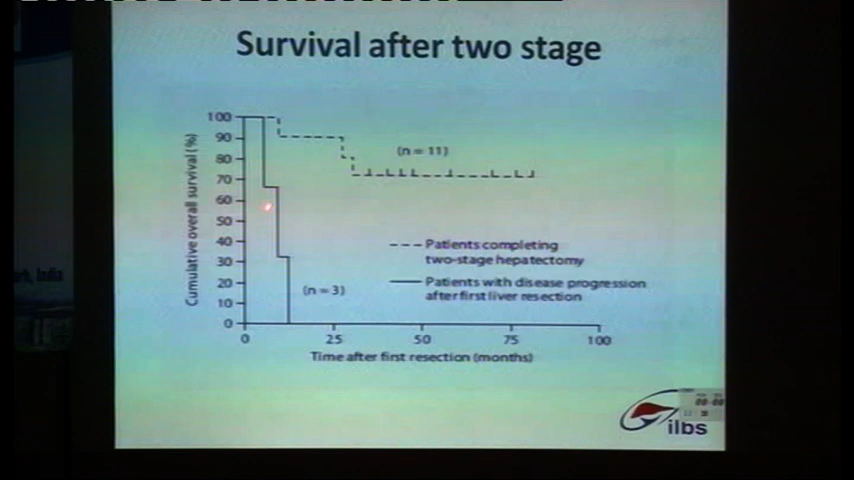 Survival after two stage
100
90
80
70
60
50
40
30
20
10
0
Cumulative overall survival (%)
(n = 11)
(n = 3)
Patients completing
two-stage hepatectomy
Patients with disease progression
after first liver resection
0 25 50 75 100
Time after first resection (months)
ilbs
India